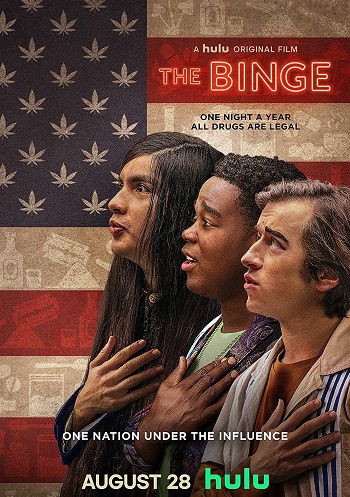 A hulu ORIGINAL FILM
THE BINGE
ONE NIGHT A YEAR
ALL DRUGS ARE LEGAL
ONE NATION UNDER THE INFLUENCE
AUGUST 28 hulu